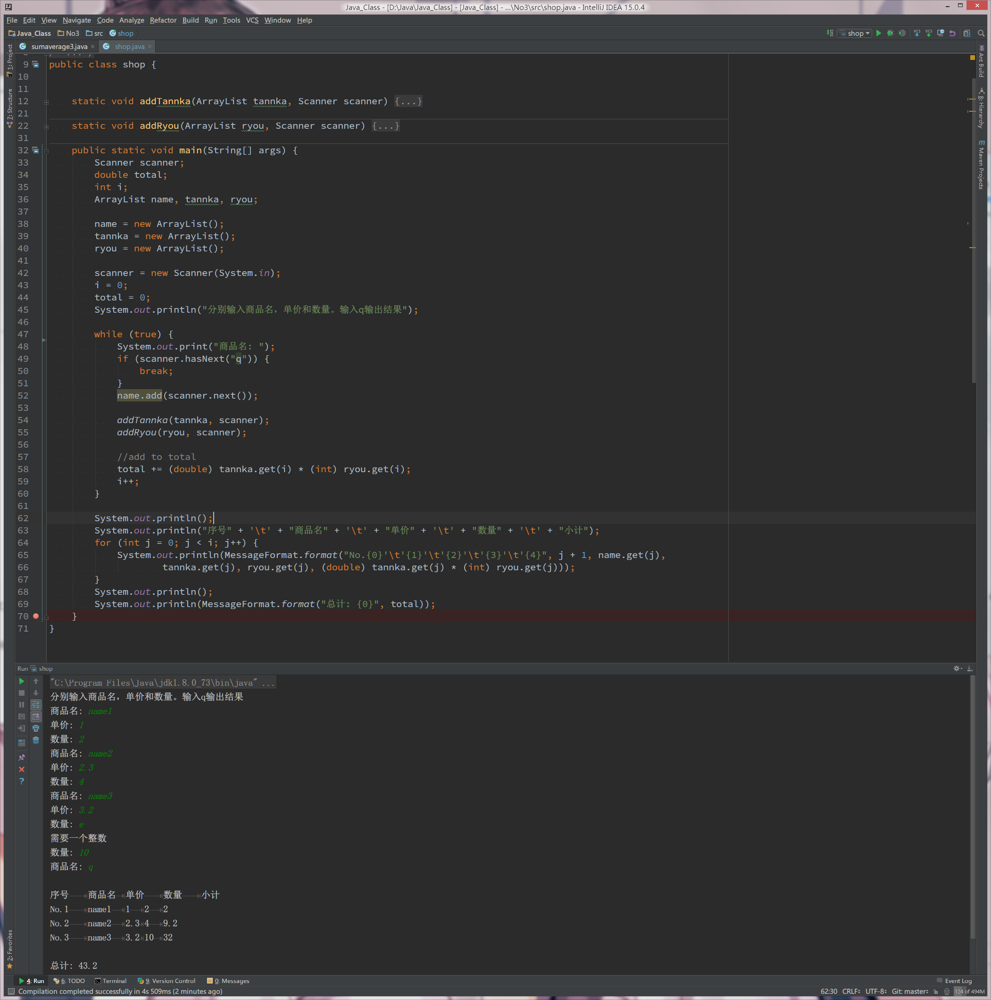 Java_Class - [D:\Java\Java_Class] - [Java_Class] - ...\No3\src\shop.java - IntelliJ IDEA 15.0.4
File Edit View Navigate Code Analyze Refactor Build Run Tools VCS Window Help
Java_Class No3 src shop
shop
VCS VCS
sumaverage3.java shop.java
1: Project
7: Structure
2: Favorites
Ant Build
8: Hierarchy
Maven Projects
9 public class shop {
10
11
12 static void addTannka(ArrayList tannka, Scanner scanner) {...}
21
22 static void addRyou(ArrayList ryou, Scanner scanner) {...}
31
32 public static void main(String[] args) {
33 Scanner scanner;
34 double total;
35 int i;
36 ArrayList name, tannka, ryou;
37
38 name = new ArrayList();
39 tannka = new ArrayList();
40 ryou = new ArrayList();
41
42 scanner = new Scanner(System.in);
43 i = 0;
44 total = 0;
45 System.out.println("分别输入商品名，单价和数量。输入q输出结果");
46
47 while (true) {
48 System.out.print("商品名: ");
49 if (scanner.hasNext("q")) {
50 break;
51 }
52 name.add(scanner.next());
53
54 addTannka(tannka, scanner);
55 addRyou(ryou, scanner);
56
57 //add to total
58 total += (double) tannka.get(i) * (int) ryou.get(i);
59 i++;
60 }
61
62 System.out.println();
63 System.out.println("序号" + '\t' + "商品名" + '\t' + "单价" + '\t' + "数量" + '\t' + "小计");
64 for (int j = 0; j < i; j++) {
65 System.out.println(MessageFormat.format("No.{0}'\t'{1}'\t'{2}'\t'{3}'\t'{4}", j + 1, name.get(j),
66 tannka.get(j), ryou.get(j), (double) tannka.get(j) * (int) ryou.get(j)));
67 }
68 System.out.println();
69 System.out.println(MessageFormat.format("总计: {0}", total));
70 }
71 }
Run shop
"C:\Program Files\Java\jdk1.8.0_73\bin\java" ...
分别输入商品名，单价和数量。输入q输出结果
商品名: name1
单价: 1
数量: 2
商品名: name2
单价: 2.3
数量: 4
商品名: name3
单价: 3.2
数量: e
需要一个整数
数量: 10
商品名: q
序号 商品名 单价 数量 小计
No.1 name1 1 2 2
No.2 name2 2.3 4 9.2
No.3 name3 3.2 10 32
总计: 43.2
4: Run 6: TODO Terminal 9: Version Control 0: Messages Event Log
Compilation completed successfully in 4s 509ms (2 minutes ago) 62:30 CRLF UTF-8 Git: master 124 of 494M